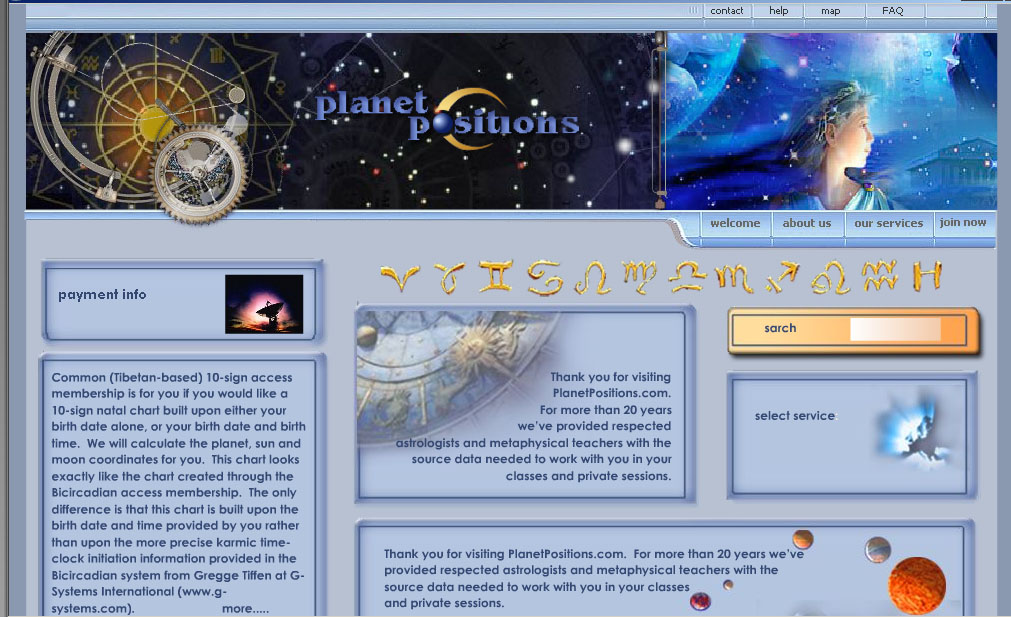 contact help map FAQ
planet
positions
welcome about us our services join now
payment info
Common (Tibetan-based) 10-sign access
membership is for you if you would like a
10-sign natal chart built upon either your
birth date alone, or your birth date and birth
time. We will calculate the planet, sun and
moon coordinates for you. This chart looks
exactly like the chart created through the
Bicircadian access membership. The only
difference is that this chart is built upon the
birth date and time provided by you rather
than upon the more precise karmic time-
clock initiation information provided in the
Bicircadian system from Gregge Tiffen at G-
Systems International (www.g-
systems.com). more.....
Thank you for visiting
PlanetPositions.com.
For more than 20 years
we've provided respected
astrologists and metaphysical teachers with the
source data needed to work with you in your
classes and private sessions.
sarch
select service
Thank you for visiting PlanetPositions.com. For more than 20 years we've
provided respected astrologists and metaphysical teachers with the
source data needed to work with you in your classes
and private sessions.